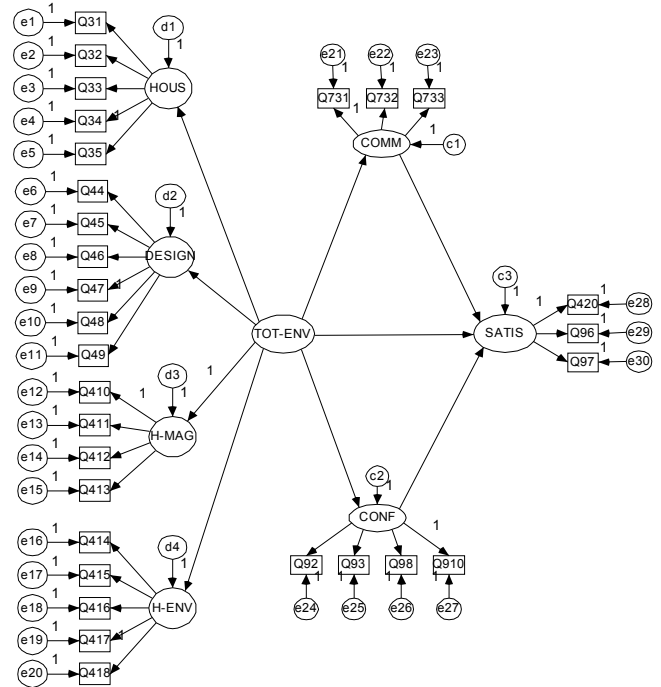 e1 1 Q31
e2 1 Q32
e3 1 Q33
e4 1 Q34 1
e5 1 Q35
d1 1
HOUS
e6 1 Q44
e7 1 Q45
e8 1 Q46
e9 1 Q47 1
e10 1 Q48
e11 1 Q49
d2 1
DESIGN
e12 1 Q410 1
e13 1 Q411
e14 1 Q412
e15 1 Q413
d3 1
H-MAG
1
e16 1 Q414
e17 1 Q415
e18 1 Q416
e19 1 Q417 1
e20 1 Q418
d4 1
H-ENV
TOT-ENV
e21 e22 e23
1 1 1
Q731 Q732 Q733
1
COMM 1 c1
c3
1
SATIS
1 Q420 1 e28
Q96 1 e29
Q97 1 e30
c2
1
CONF
1
Q92 Q93 Q98 Q910
1 1 1 1
e24 e25 e26 e27